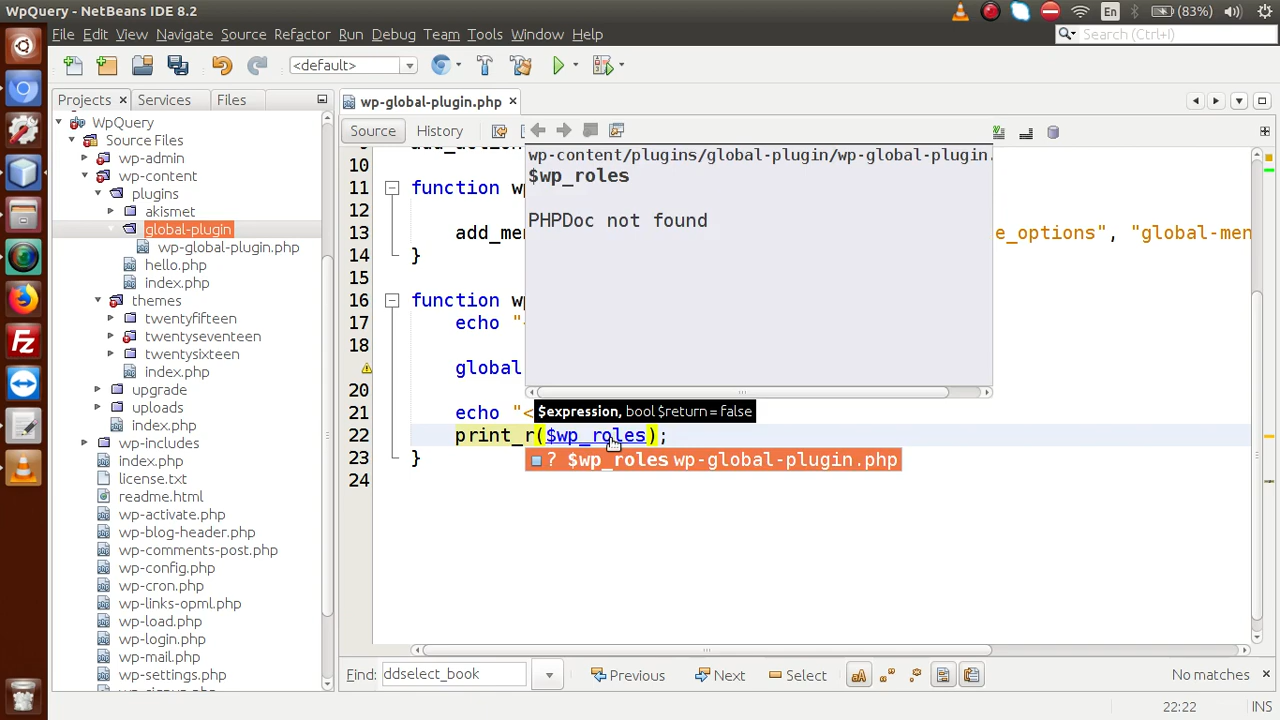 WpQuery - NetBeans IDE 8.2
En
(83%)
File Edit View Navigate Source Refactor Run Debug Team Tools Window Help
Search (Ctrl+I)
<default>
Projects Services Files
wp-global-plugin.php
Source History
WpQuery
Source Files
wp-admin
wp-content
plugins
akismet
global-plugin
wp-global-plugin.php
hello.php
index.php
themes
twentyfifteen
twentyseventeen
twentysixteen
index.php
upgrade
uploads
index.php
wp-includes
index.php
license.txt
readme.html
wp-activate.php
wp-blog-header.php
wp-comments-post.php
wp-config.php
wp-cron.php
wp-links-opml.php
wp-load.php
wp-login.php
wp-mail.php
wp-settings.php
wp-content/plugins/global-plugin/wp-global-plugin.
$wp_roles
PHPDoc not found
10
11 function w
12
13 add_me e_options", "global-men
14 }
15
16 function w
17 echo "
18
global
20
21 echo "<
$expression, bool $return = False
22 print_r($wp_roles);
23 }
? $wp_roles wp-global-plugin.php
24
Find: ddselect_book Previous Next Select aA No matches
22:22 INS